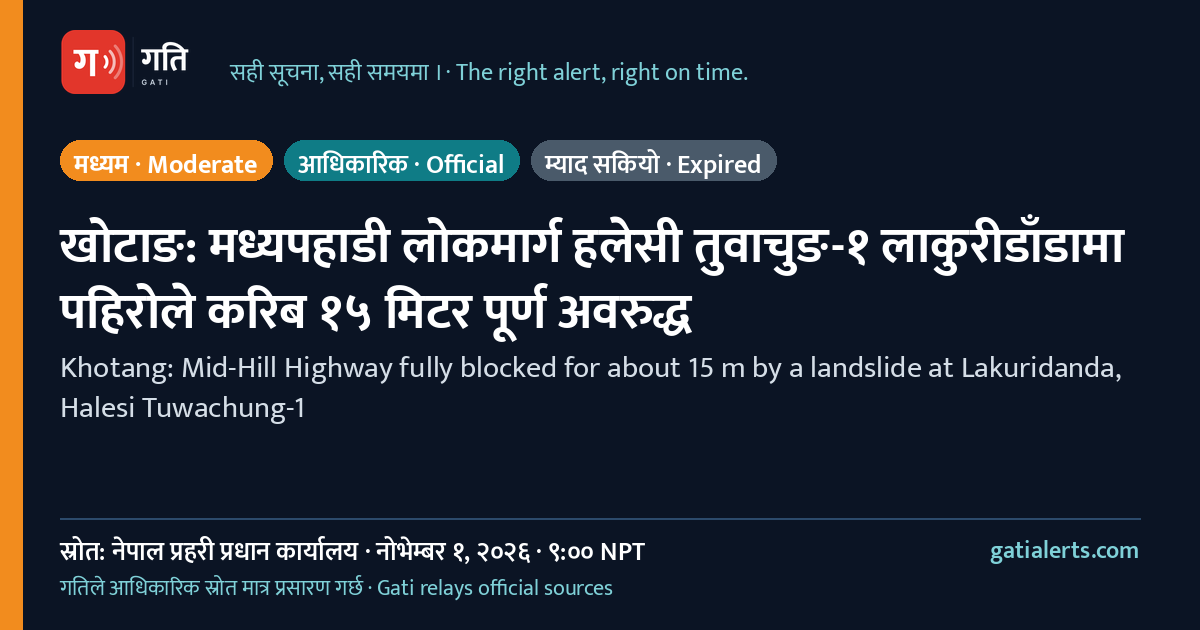 ग गति
GATI
सही सूचना, सही समयमा । · The right alert, right on time.
मध्यम · Moderate
आधिकारिक · Official
म्याद सकियो · Expired
खोटाङ: मध्यपहाडी लोकमार्ग हलेसी तुवाचुङ-१ लाकुरीडाँडामा
पहिरोले करिब १५ मिटर पूर्ण अवरुद्ध
Khotang: Mid-Hill Highway fully blocked for about 15 m by a landslide at Lakuridanda,
Halesi Tuwachung-1
स्रोत: नेपाल प्रहरी प्रधान कार्यालय · नोभेम्बर १, २०२६ · ९:०० NPT
gatialerts.com
गतिले आधिकारिक स्रोत मात्र प्रसारण गर्छ · Gati relays official sources